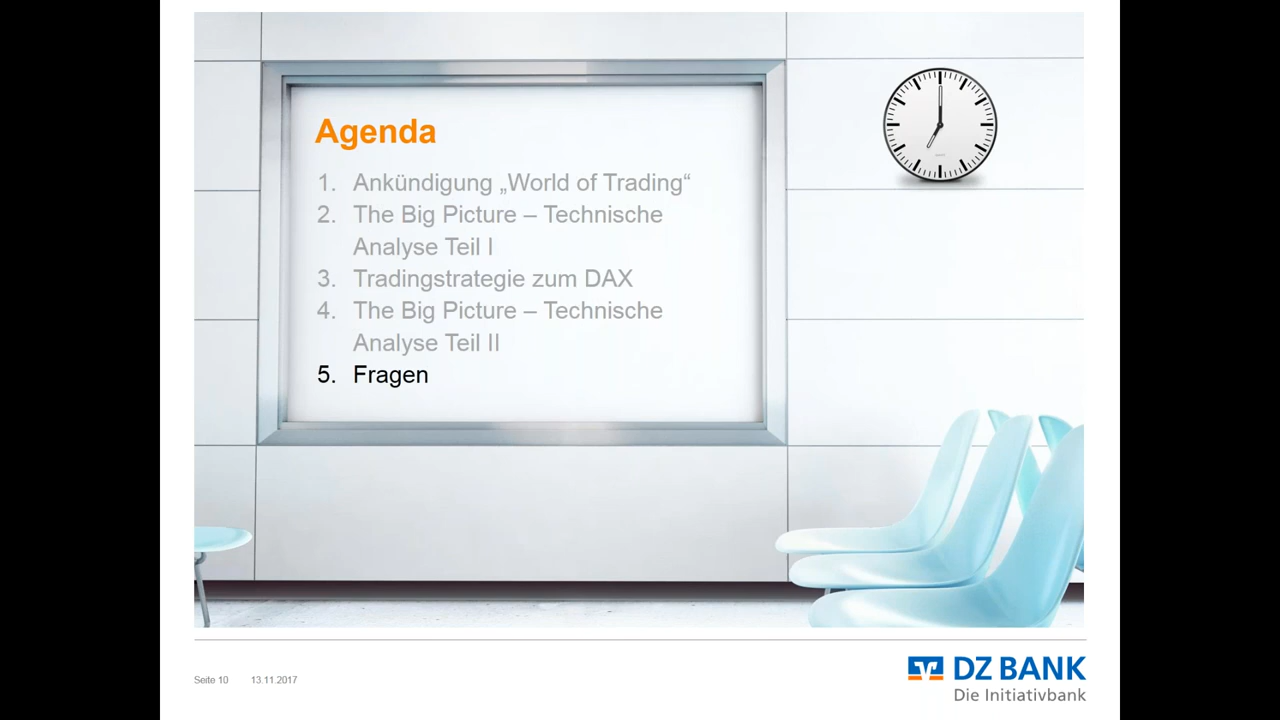 Agenda
1. Ankündigung „World of Trading“
2. The Big Picture – Technische
Analyse Teil I
3. Tradingstrategie zum DAX
4. The Big Picture – Technische
Analyse Teil II
5. Fragen
Seite 10 13.11.2017
DZ BANK
Die Initiativbank